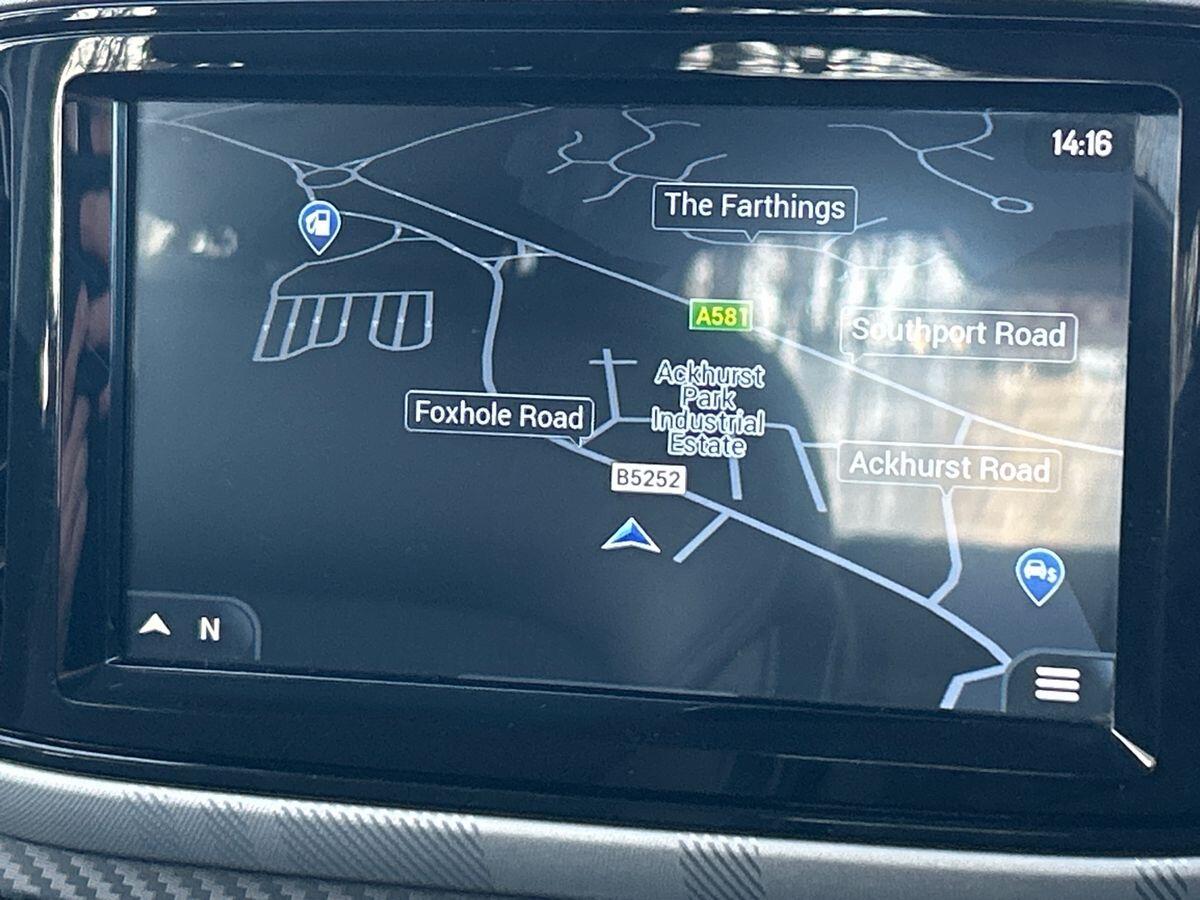 14:16
The Farthings
A581
Southport Road
Ackhurst
Park
Industrial
Estate
Foxhole Road
Ackhurst Road
B5252
N